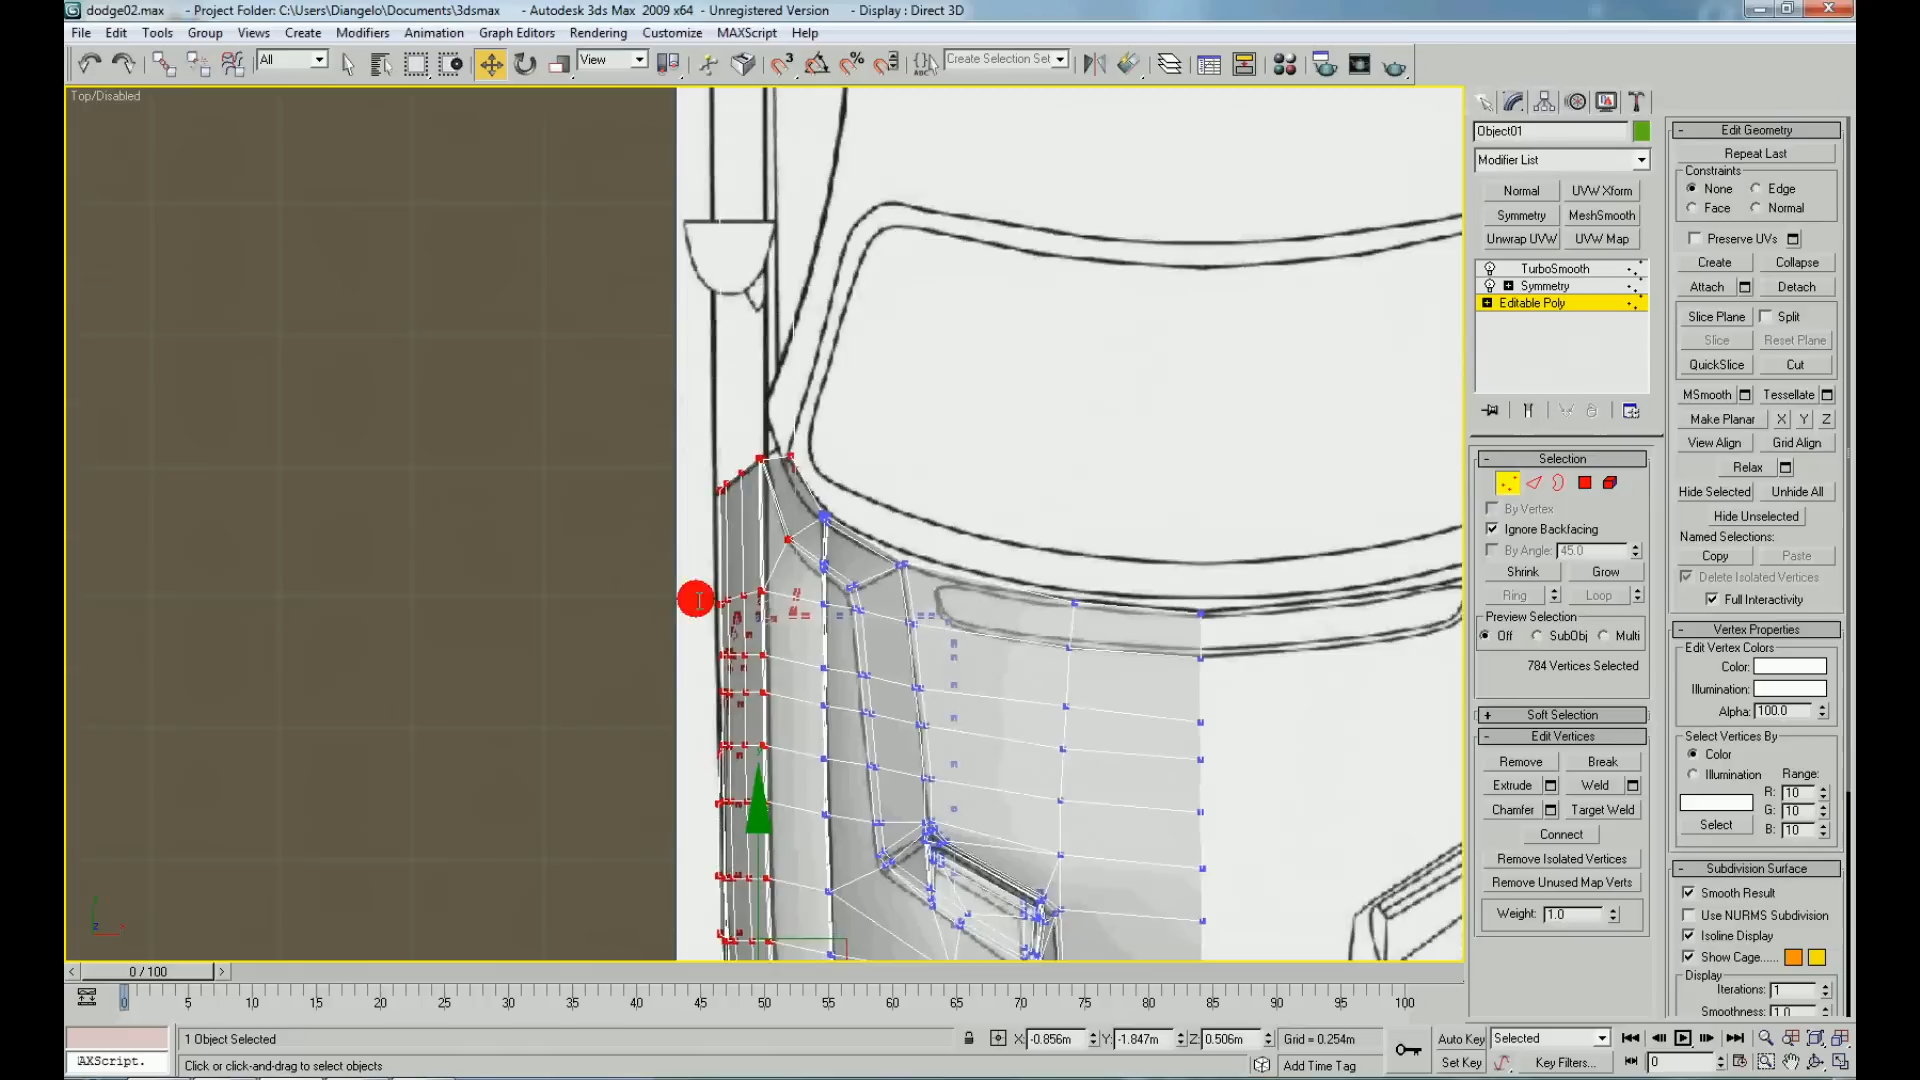 dodge02.max - Project Folder: C:\Users\Diangelo\Documents\3dsmax - Autodesk 3ds Max 2009 x64 - Unregistered Version - Display : Direct 3D
File Edit Tools Group Views Create Modifiers Animation Graph Editors Rendering Customize MAXScript Help
All View Create Selection Set
Top/Disabled
Object01
Modifier List
Normal UVW Xform
Symmetry MeshSmooth
Unwrap UVW UVW Map
TurboSmooth
Symmetry
Editable Poly
Selection
By Vertex
Ignore Backfacing
By Angle: 45.0
Shrink Grow
Ring Loop
Preview Selection
Off SubObj Multi
784 Vertices Selected
Soft Selection
Edit Vertices
Remove Break
Extrude Weld
Chamfer Target Weld
Connect
Remove Isolated Vertices
Remove Unused Map Verts
Weight: 1.0
Edit Geometry
Repeat Last
Constraints
None Edge
Face Normal
Preserve UVs
Create Collapse
Attach Detach
Slice Plane Split
Slice Reset Plane
QuickSlice Cut
MSmooth Tessellate
Make Planar X Y Z
View Align Grid Align
Relax
Hide Selected Unhide All
Hide Unselected
Named Selections:
Copy Paste
Delete Isolated Vertices
Full Interactivity
Vertex Properties
Edit Vertex Colors
Color:
Illumination:
Alpha: 100.0
Select Vertices By
Color
Illumination Range:
R: 10
G: 10
Select B: 10
Subdivision Surface
Smooth Result
Use NURMS Subdivision
Isoline Display
Show Cage......
Display
Iterations: 1
Smoothness: 1.0
0 / 100
0 5 10 15 20 25 30 35 40 45 50 55 60 65 70 75 80 85 90 95 100
1 Object Selected X: -0.856m Y: -1.847m Z: 0.506m Grid = 0.254m Auto Key Selected
AXScript. Click or click-and-drag to select objects Add Time Tag Set Key Key Filters... 0